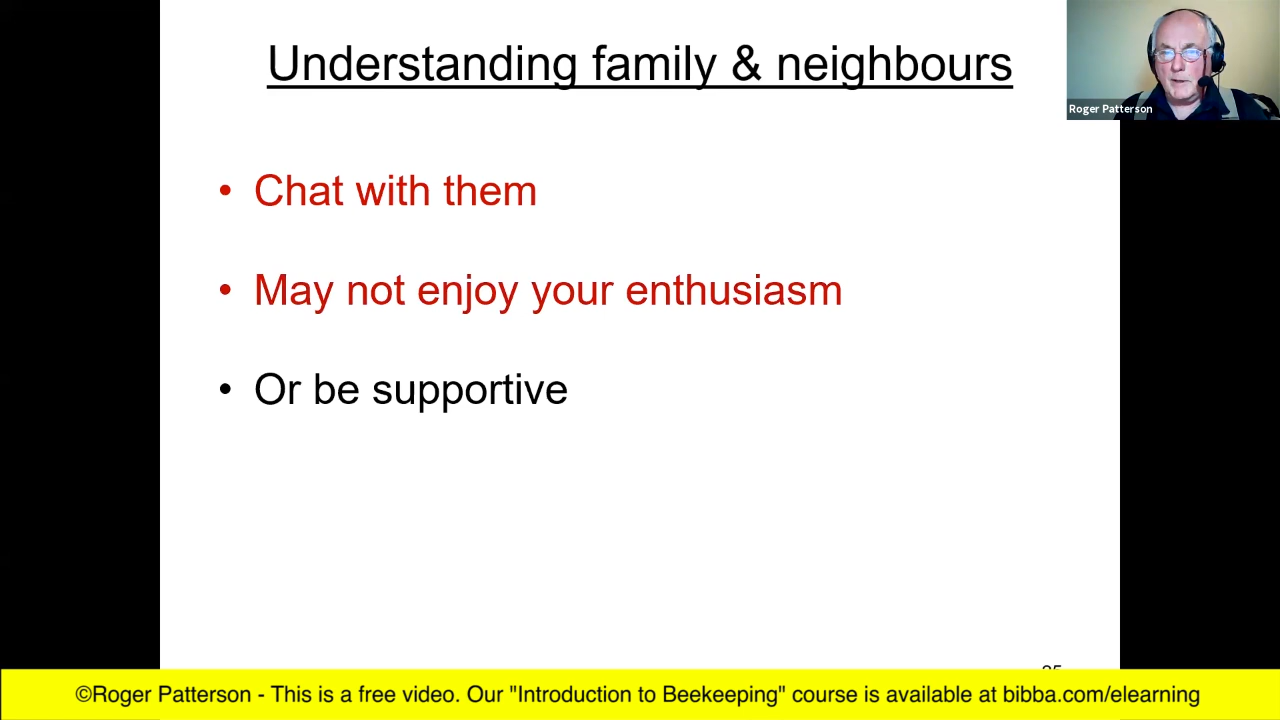 Understanding family & neighbours
Roger Patterson
• Chat with them
• May not enjoy your enthusiasm
• Or be supportive
©Roger Patterson - This is a free video. Our "Introduction to Beekeeping" course is available at bibba.com/elearning